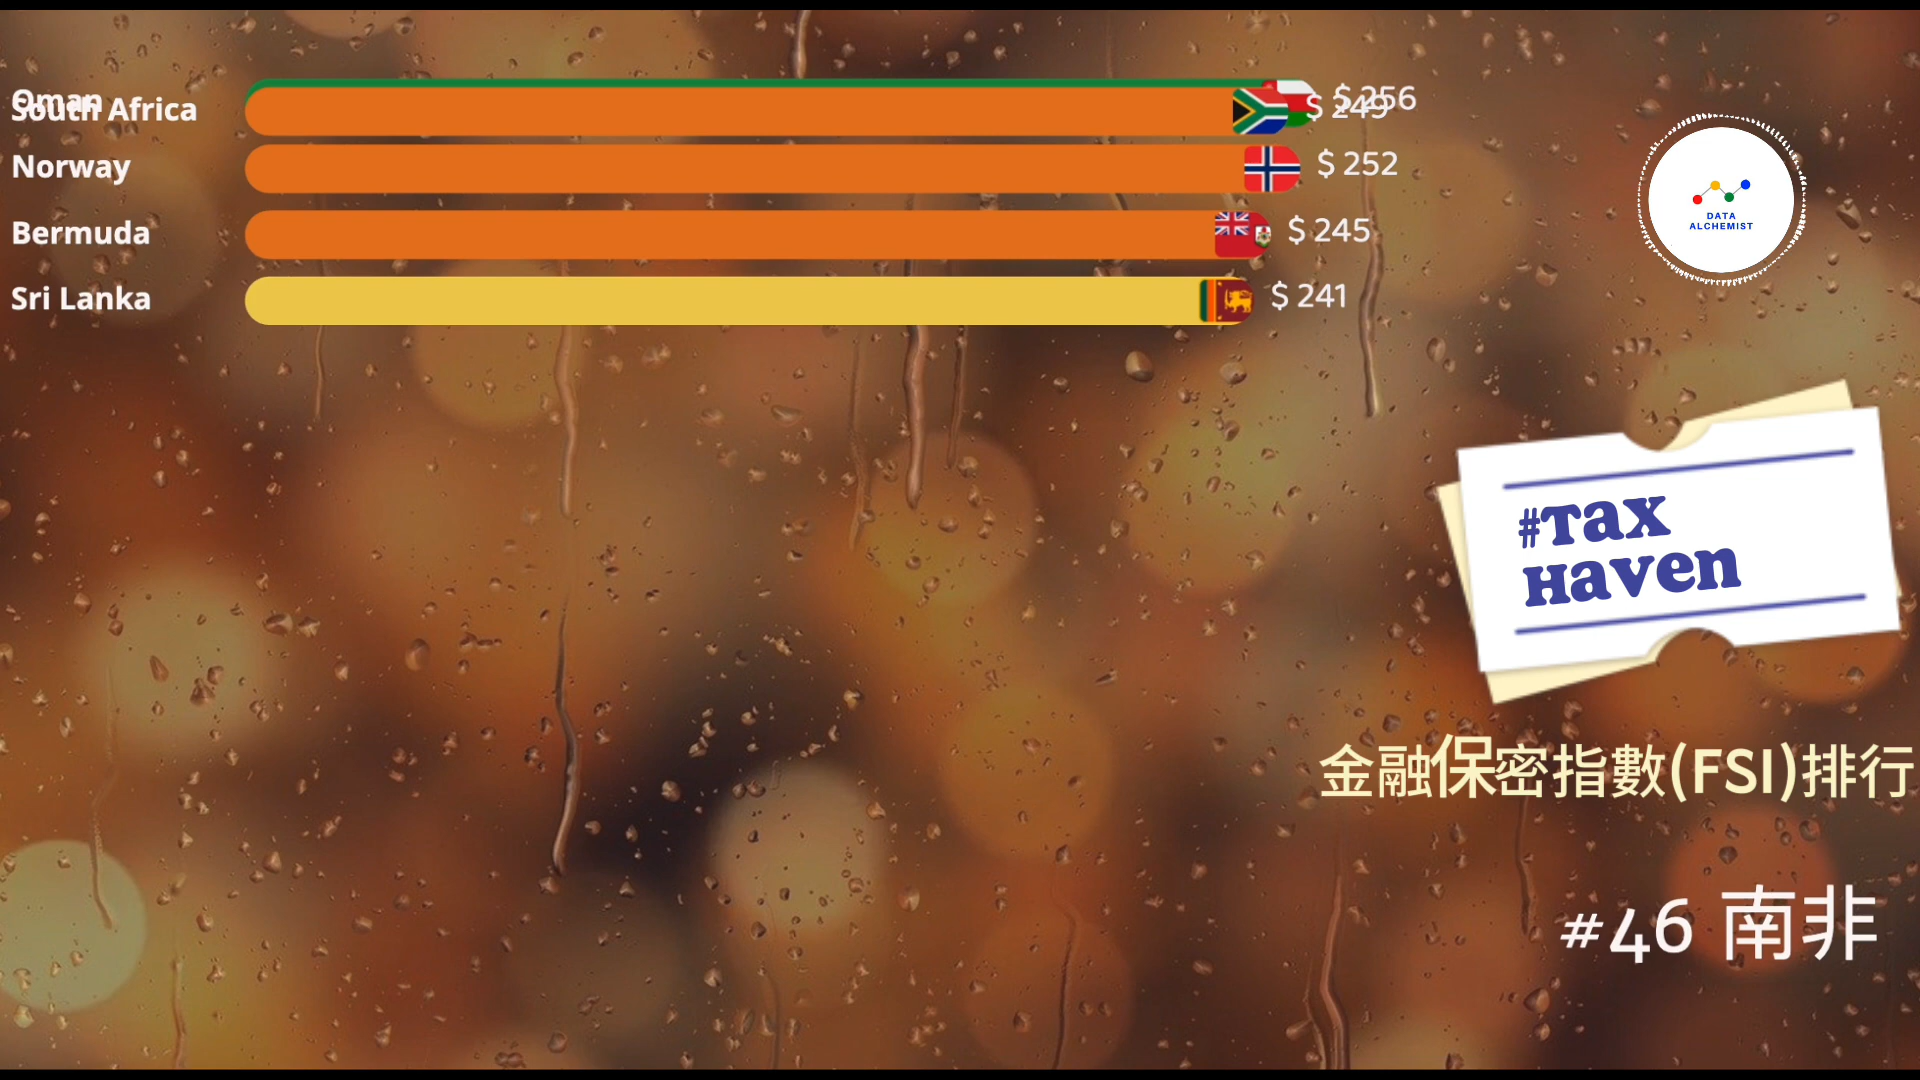 Oman
$ 256
South Africa
$ 249
Norway
$ 252
Bermuda
$ 245
Sri Lanka
$ 241
DATA
ALCHEMIST
#Tax
Haven
金融保密指數(FSI)排行
#46 南非